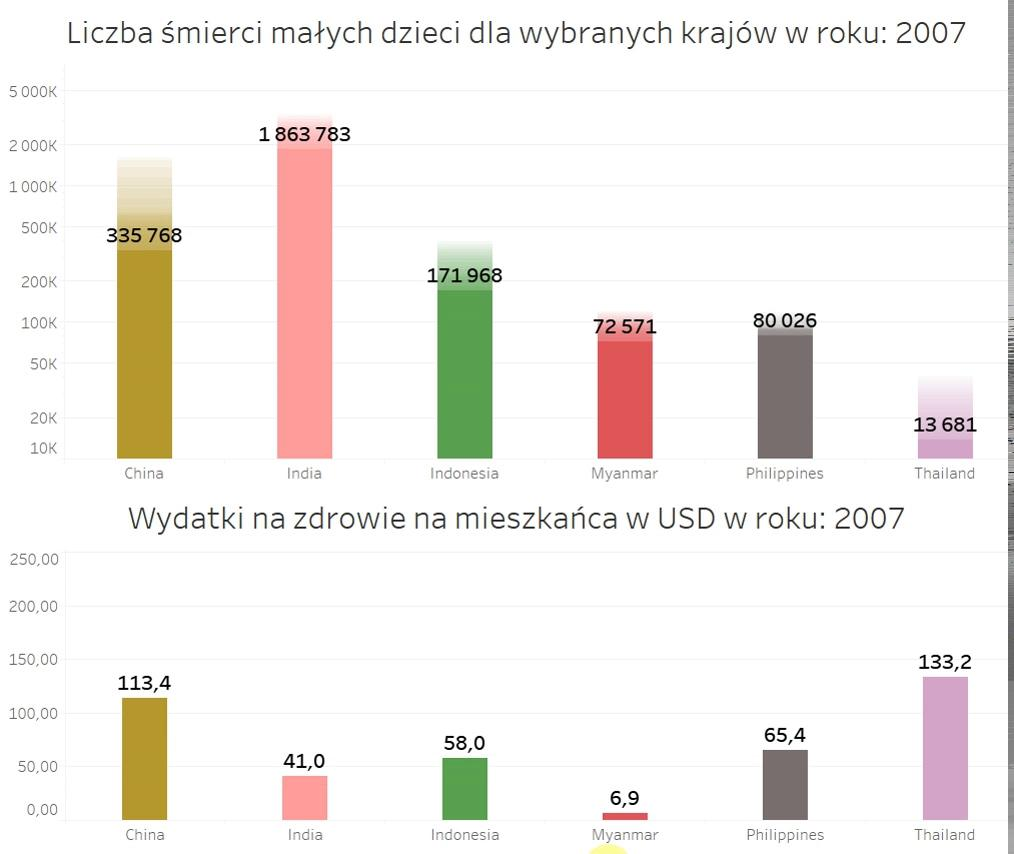 Liczba śmierci małych dzieci dla wybranych krajów w roku: 2007
5 000K
2 000K
1 000K
500K
200K
100K
50K
20K
10K
335 768
1 863 783
171 968
72 571
80 026
13 681
China
India
Indonesia
Myanmar
Philippines
Thailand
Wydatki na zdrowie na mieszkańca w USD w roku: 2007
250,00
200,00
150,00
100,00
50,00
0,00
113,4
41,0
58,0
6,9
65,4
133,2
China
India
Indonesia
Myanmar
Philippines
Thailand